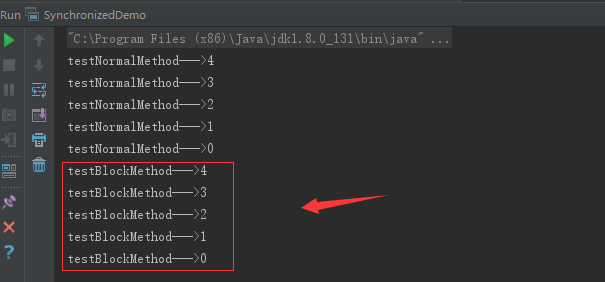 Run SynchronizedDemo
"C:\Program Files (x86)\Java\jdk1.8.0_131\bin\java" ...
testNormalMethod--->4
testNormalMethod--->3
testNormalMethod--->2
testNormalMethod--->1
testNormalMethod--->0
testBlockMethod--->4
testBlockMethod--->3
testBlockMethod--->2
testBlockMethod--->1
testBlockMethod--->0